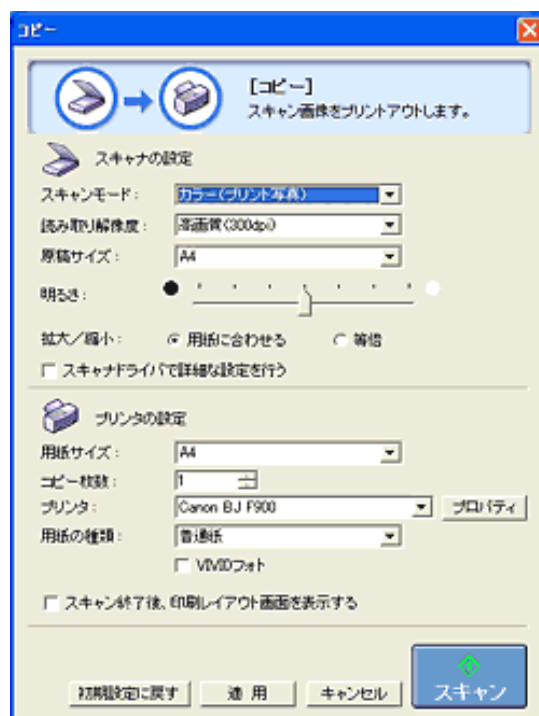 コピー
[コピー]
スキャン画像をプリントアウトします。
スキャナの設定
スキャンモード： カラー(プリント写真)
読み取り解像度： 高画質(300dpi)
原稿サイズ： A4
明るさ：
拡大／縮小： 用紙に合わせる 等倍
スキャナドライバで詳細な設定を行う
プリンタの設定
用紙サイズ： A4
コピー枚数： 1
プリンタ： Canon BJ F900 プロパティ
用紙の種類： 普通紙
VIVIDフォト
スキャン終了後、印刷レイアウト画面を表示する
初期設定に戻す 適 用 キャンセル スキャン